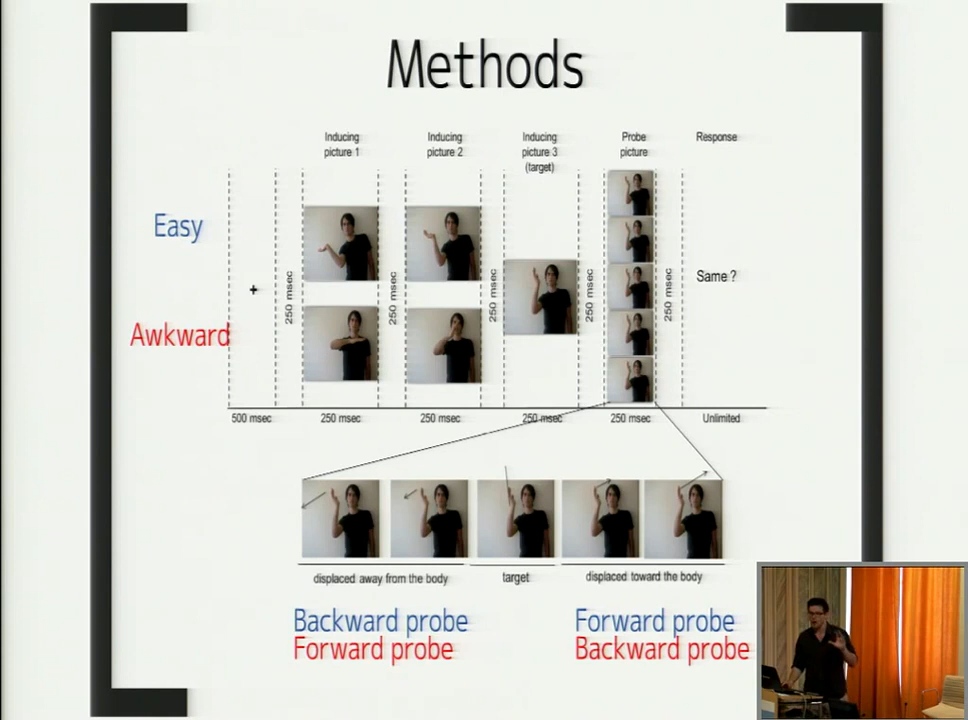 Methods
Inducing picture 1
Inducing picture 2
Inducing picture 3 (target)
Probe picture
Response
Easy
Awkward
+
250 msec
250 msec
250 msec
250 msec
250 msec
Same ?
500 msec
250 msec
250 msec
250 msec
250 msec
Unlimited
displaced away from the body
target
displaced toward the body
Backward probe
Forward probe
Forward probe
Backward probe